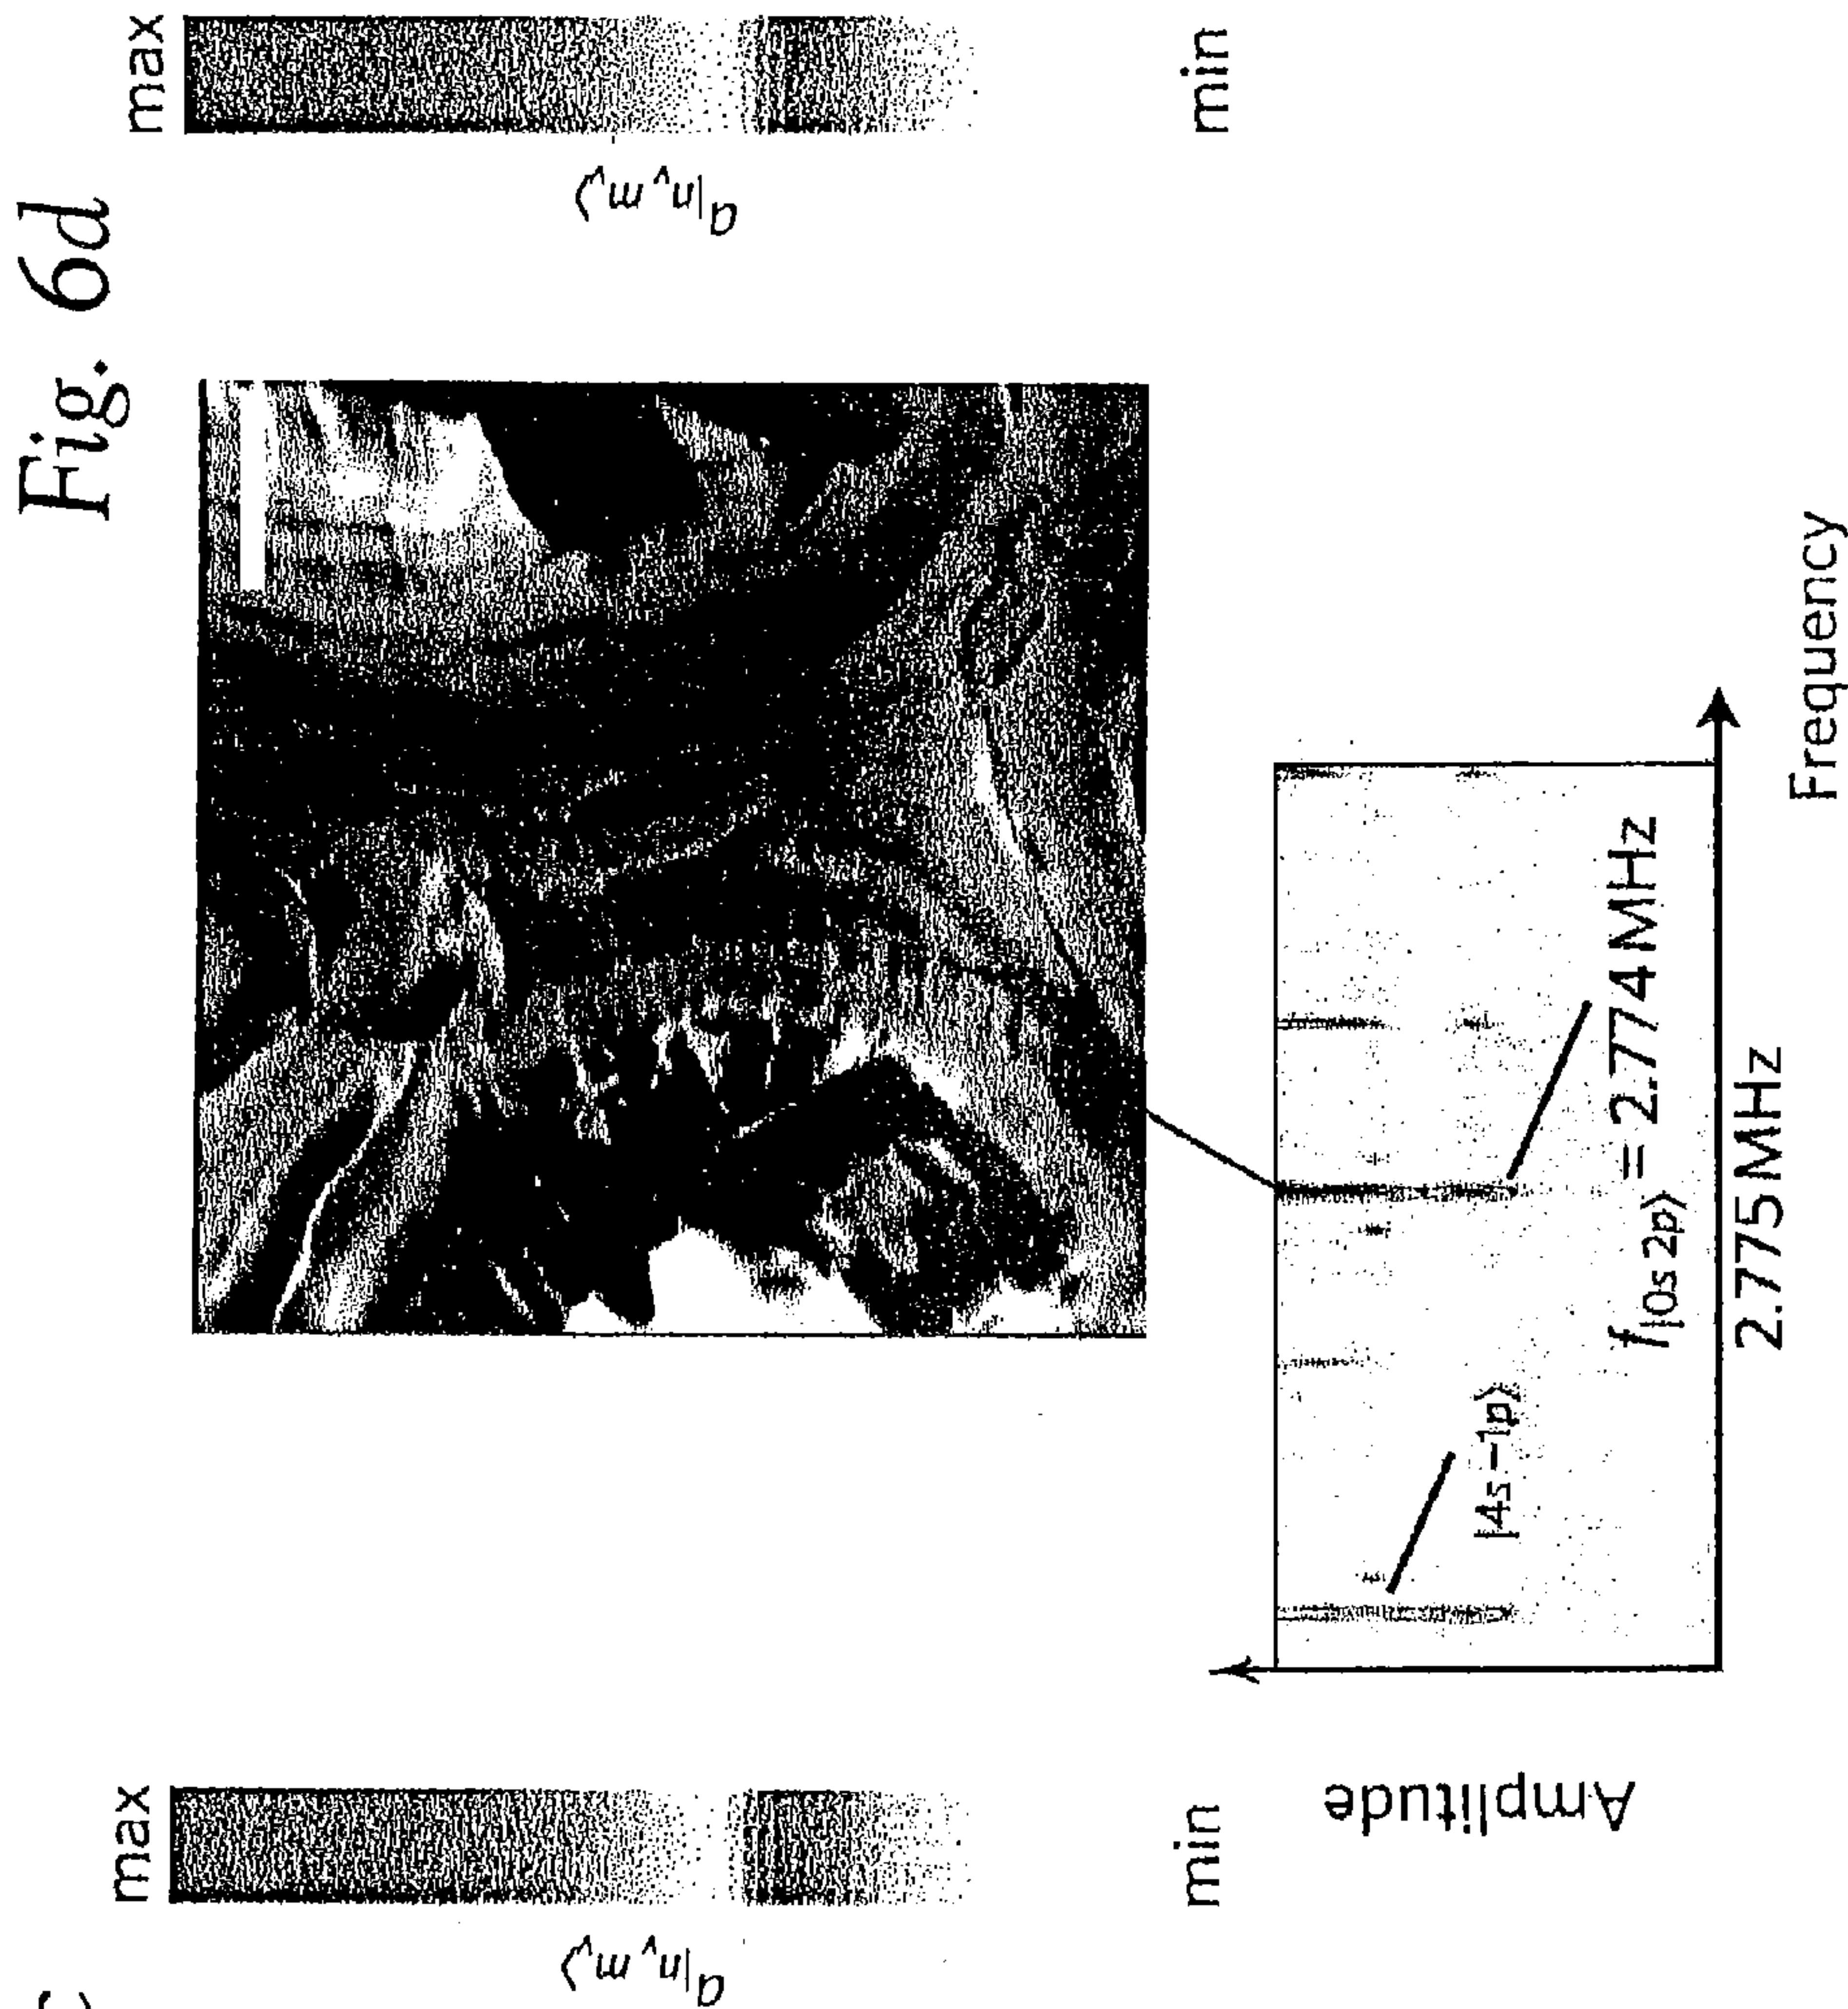 Fig. 6d
max
a|n, m⟩
min
max
a|n, m⟩
min
Amplitude
|4s -1p⟩
f|0s 2p⟩ = 2.774 MHz
2.775 MHz
Frequency